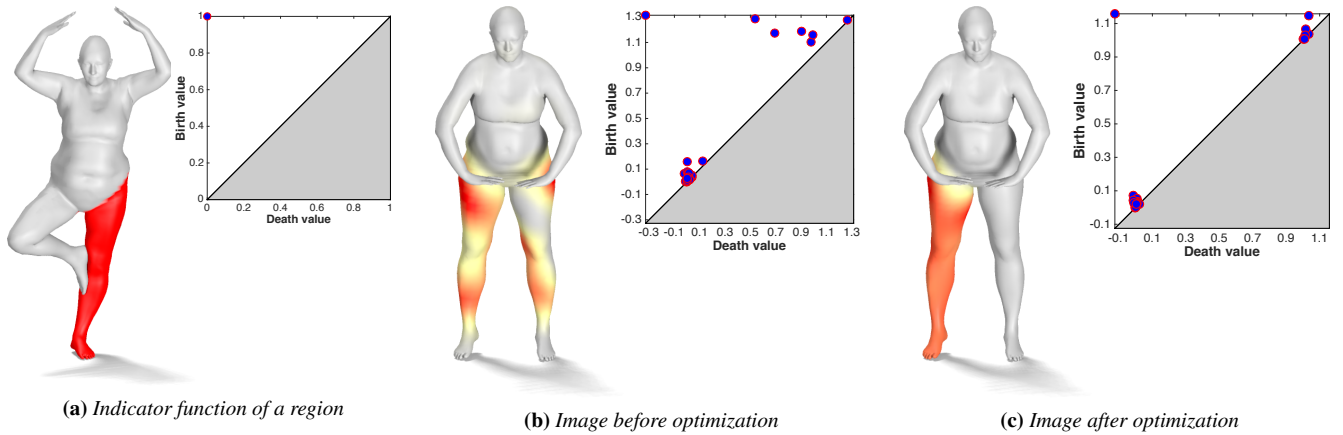 1
0.8
0.6
0.4
0.2
0
0 0.2 0.4 0.6 0.8 1
Birth value
Death value
(a) Indicator function of a region
1.3
1.1
0.9
0.7
0.5
0.3
0.1
-0.1
-0.3
-0.3 -0.1 0.1 0.3 0.5 0.7 0.9 1.1 1.3
Birth value
Death value
(b) Image before optimization
1.1
0.9
0.7
0.5
0.3
0.1
-0.1
-0.1 0.1 0.3 0.5 0.7 0.9 1.1
Birth value
Death value
(c) Image after optimization